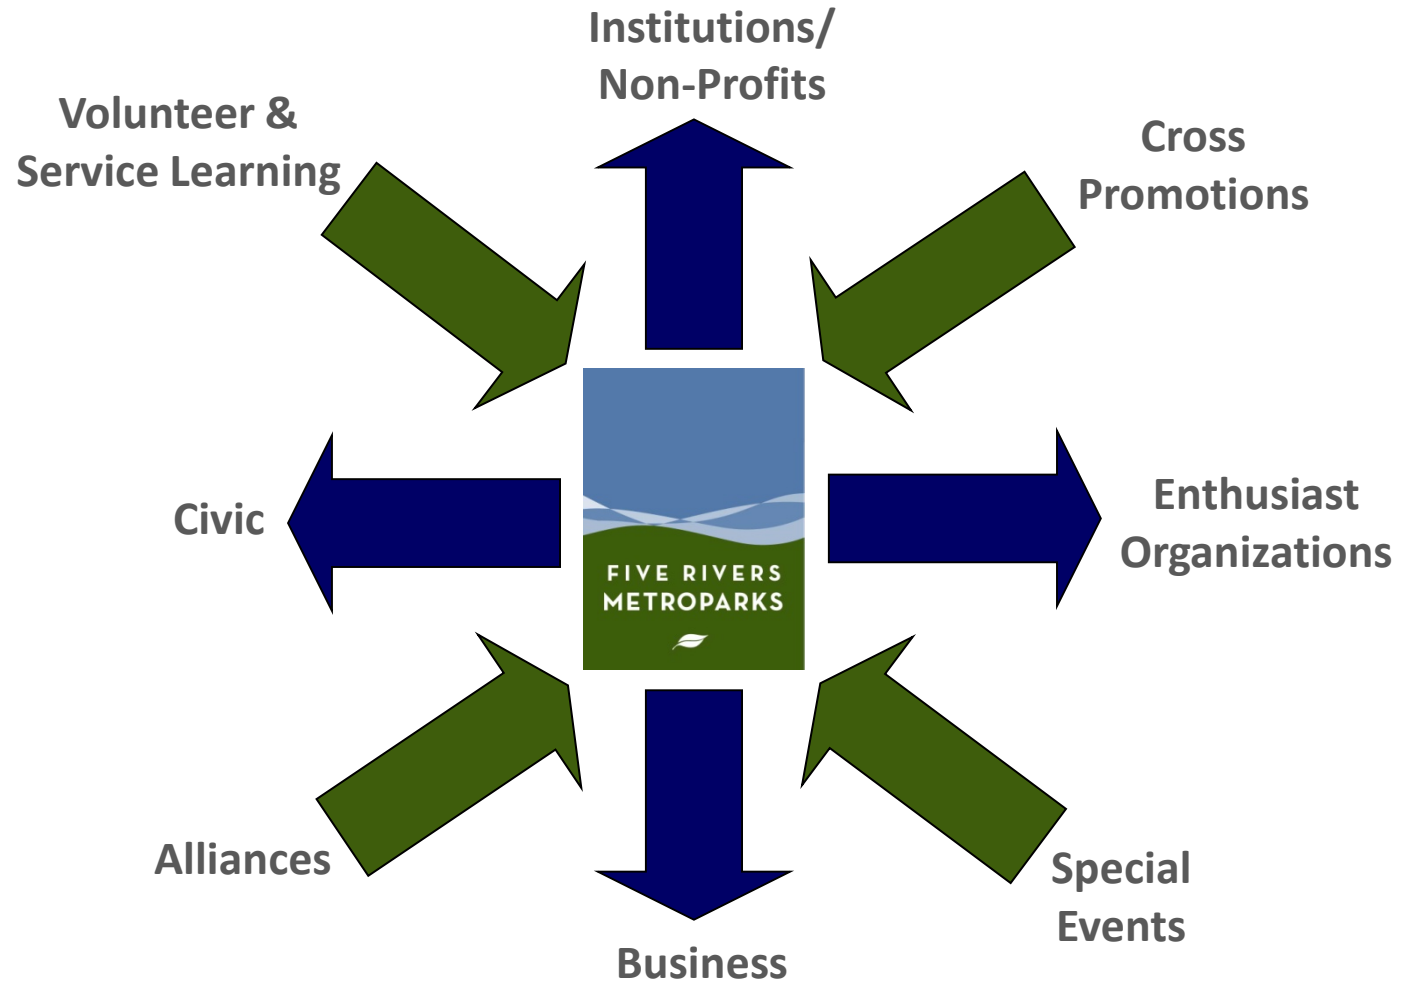 Institutions/
Non-Profits
Volunteer &
Service Learning
Cross
Promotions
Civic
FIVE RIVERS
METROPARKS
Enthusiast
Organizations
Alliances
Special
Events
Business